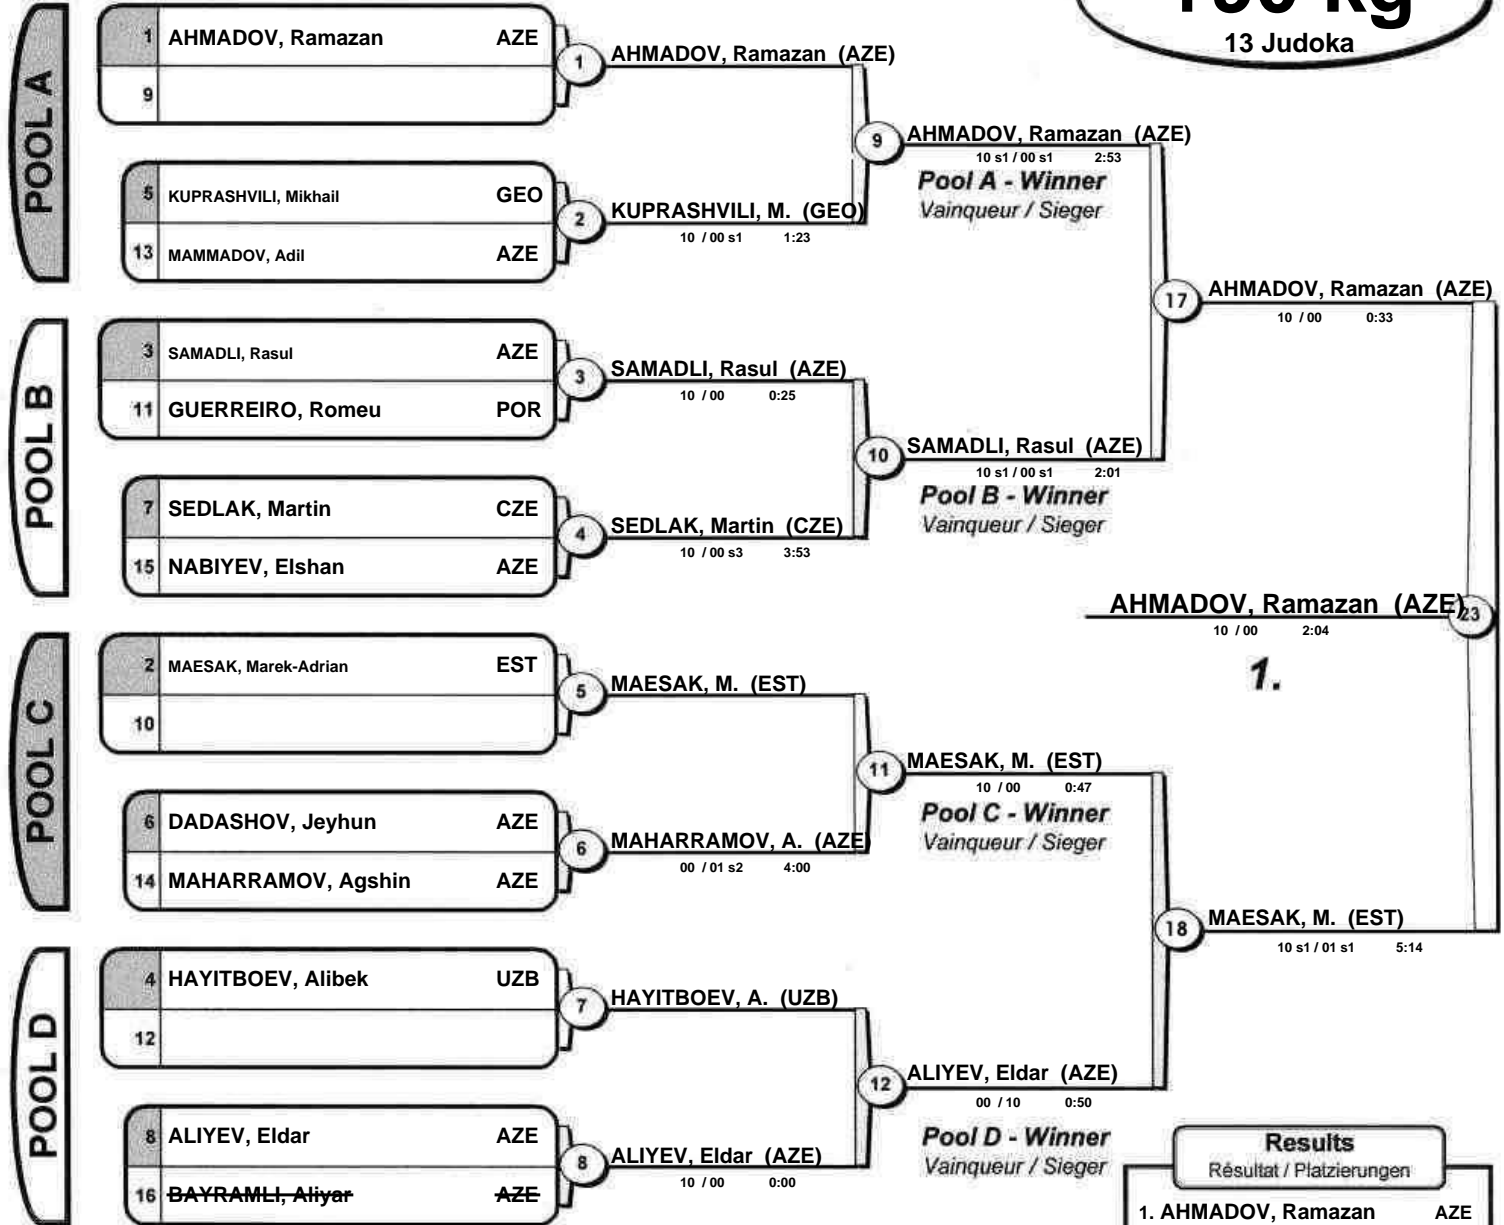 100 kg
13 Judoka
POOL A
1 AHMADOV, Ramazan AZE
9
1
AHMADOV, Ramazan (AZE)
5 KUPRASHVILI, Mikhail GEO
13 MAMMADOV, Adil AZE
2
KUPRASHVILI, M. (GEO)
10 / 00 s1 1:23
9
AHMADOV, Ramazan (AZE)
10 s1 / 00 s1 2:53
Pool A - Winner
Vainqueur / Sieger
POOL B
3 SAMADLI, Rasul AZE
11 GUERREIRO, Romeu POR
3
SAMADLI, Rasul (AZE)
10 / 00 0:25
7 SEDLAK, Martin CZE
15 NABIYEV, Elshan AZE
4
SEDLAK, Martin (CZE)
10 / 00 s3 3:53
10
SAMADLI, Rasul (AZE)
10 s1 / 00 s1 2:01
Pool B - Winner
Vainqueur / Sieger
17
AHMADOV, Ramazan (AZE)
10 / 00 0:33
AHMADOV, Ramazan (AZE)
23
10 / 00 2:04
1.
POOL C
2 MAESAK, Marek-Adrian EST
10
5
MAESAK, M. (EST)
6 DADASHOV, Jeyhun AZE
14 MAHARRAMOV, Agshin AZE
6
MAHARRAMOV, A. (AZE)
00 / 01 s2 4:00
11
MAESAK, M. (EST)
10 / 00 0:47
Pool C - Winner
Vainqueur / Sieger
18
MAESAK, M. (EST)
10 s1 / 01 s1 5:14
POOL D
4 HAYITBOEV, Alibek UZB
12
7
HAYITBOEV, A. (UZB)
8 ALIYEV, Eldar AZE
16 BAYRAMLI, Aliyar AZE
8
ALIYEV, Eldar (AZE)
10 / 00 0:00
12
ALIYEV, Eldar (AZE)
00 / 10 0:50
Pool D - Winner
Vainqueur / Sieger
Results
Résultat / Platzierungen
1. AHMADOV, Ramazan AZE